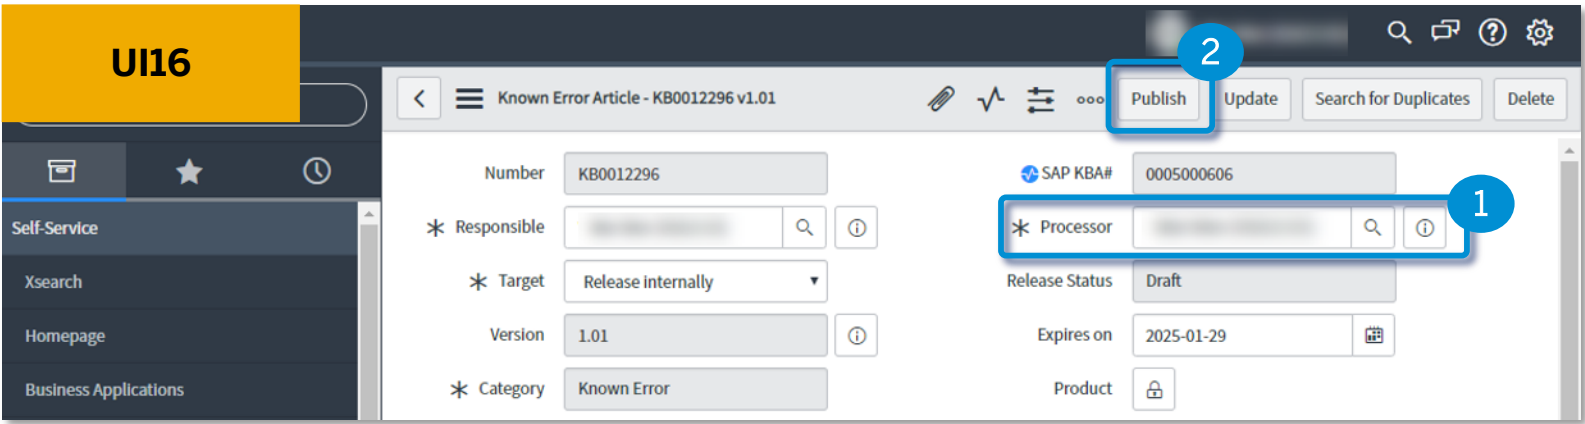 UI16
2
Known Error Article - KB0012296 v1.01
Publish
Update
Search for Duplicates
Delete
Number
KB0012296
SAP KBA#
0005000606
1
Self-Service
* Responsible
* Processor
Xsearch
* Target
Release internally
Release Status
Draft
Homepage
Version
1.01
Expires on
2025-01-29
Business Applications
* Category
Known Error
Product